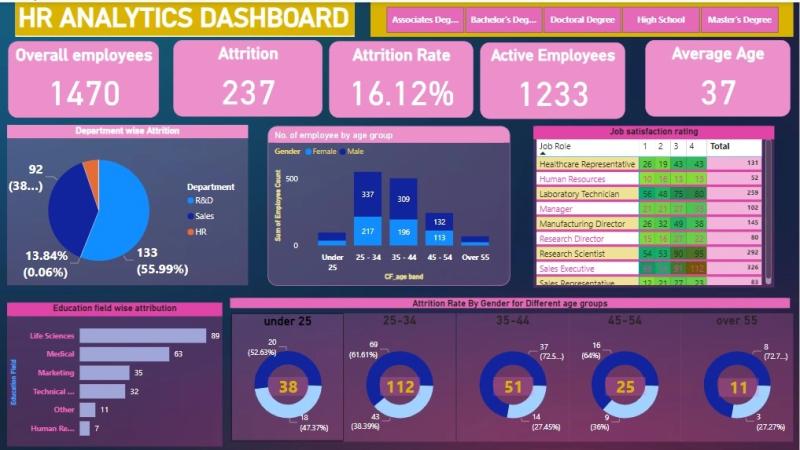 HR ANALYTICS DASHBOARD
Associates Deg... Bachelor's Deg... Doctoral Degree High School Master's Degree
Overall employees
1470
Attrition
237
Attrition Rate
16.12%
Active Employees
1233
Average Age
37
Department wise Attrition
92
(38...)
13.84%
(0.06%)
133
(55.99%)
Department
R&D
Sales
HR
No. of employee by age group
Gender Female Male
Sum of Employee Count
500
0
337
217
309
196
132
113
Under 25
25 - 34
35 - 44
45 - 54
Over 55
CF_age band
Job satisfaction rating
Job Role 1 2 3 4 Total
Healthcare Representative 26 19 43 43 131
Human Resources 10 16 13 13 52
Laboratory Technician 56 48 75 80 259
Manager 21 21 27 102
Manufacturing Director 26 32 49 38 145
Research Director 15 16 27 22 80
Research Scientist 54 53 90 95 292
Sales Executive 91 112 326
Sales Representative 12 21 27 23 83
Education field wise attribution
Education Field
Life Sciences 89
Medical 63
Marketing 35
Technical ... 32
Other 11
Human Re... 7
Attrition Rate By Gender for Different age groups
under 25
20
(52.63%)
38
18
(47.37%)
25-34
69
(61.61%)
112
43
(38.39%)
35-44
37
(72.5...)
51
14
(27.45%)
45-54
16
(64%)
25
9
(36%)
over 55
8
(72.7...)
11
3
(27.27%)